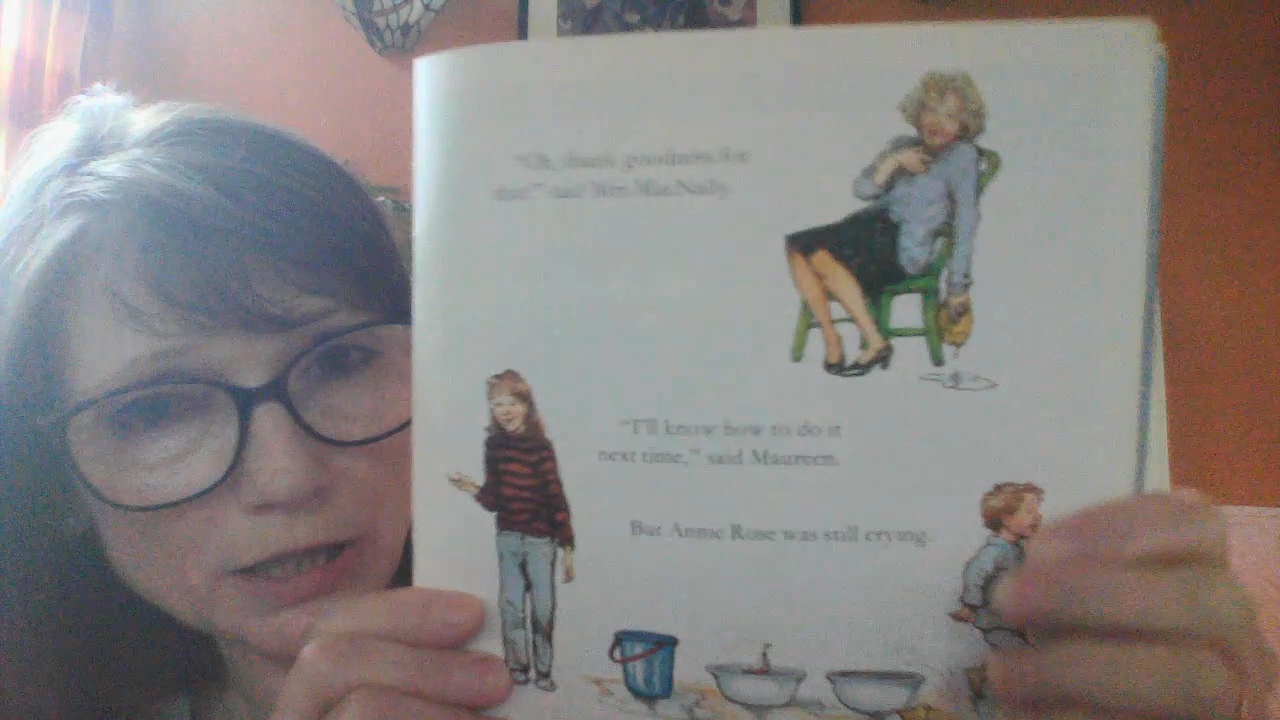 "Oh, thank goodness for
that!" said Mrs MacNally.
"I'll know how to do it
next time," said Maureen.
But Annie Rose was still crying.